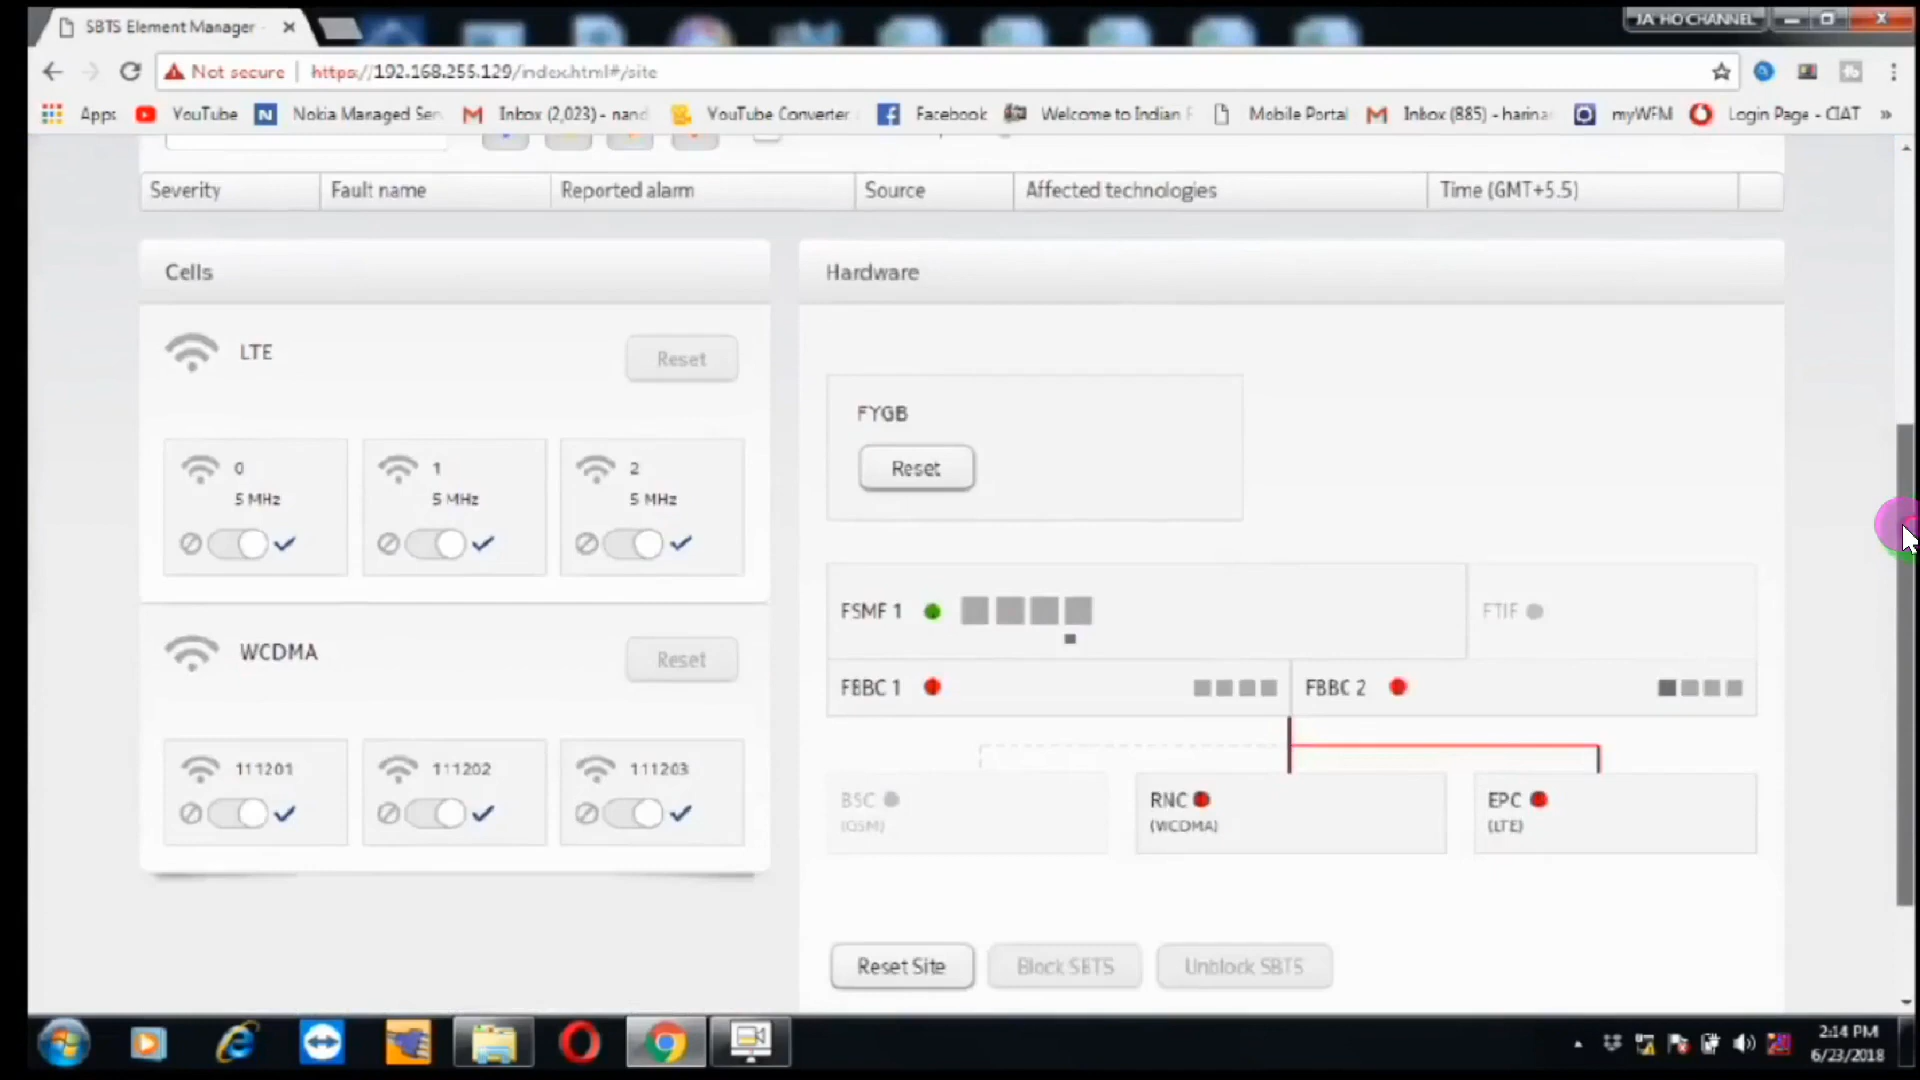 SBTS Element Manager -
JA HO CHANNEL
Not secure | https://192.168.255.129/index.html#/site
Apps YouTube Nokia Managed Serv Inbox (2,023) - nand YouTube Converter Facebook Welcome to Indian R Mobile Portal Inbox (885) - harina myWFM Login Page - CIAT »
Severity Fault name Reported alarm Source Affected technologies Time (GMT+5.5)
Cells
LTE Reset
0 1 2
5 MHz 5 MHz 5 MHz
WCDMA Reset
111201 111202 111203
Hardware
FYGB
Reset
FSMF 1 FTIF
FBBC 1 FBBC 2
BSC RNC EPC
(GSM) (WCDMA) (LTE)
Reset Site Block SBTS Unblock SBTS
2:14 PM
6/23/2018